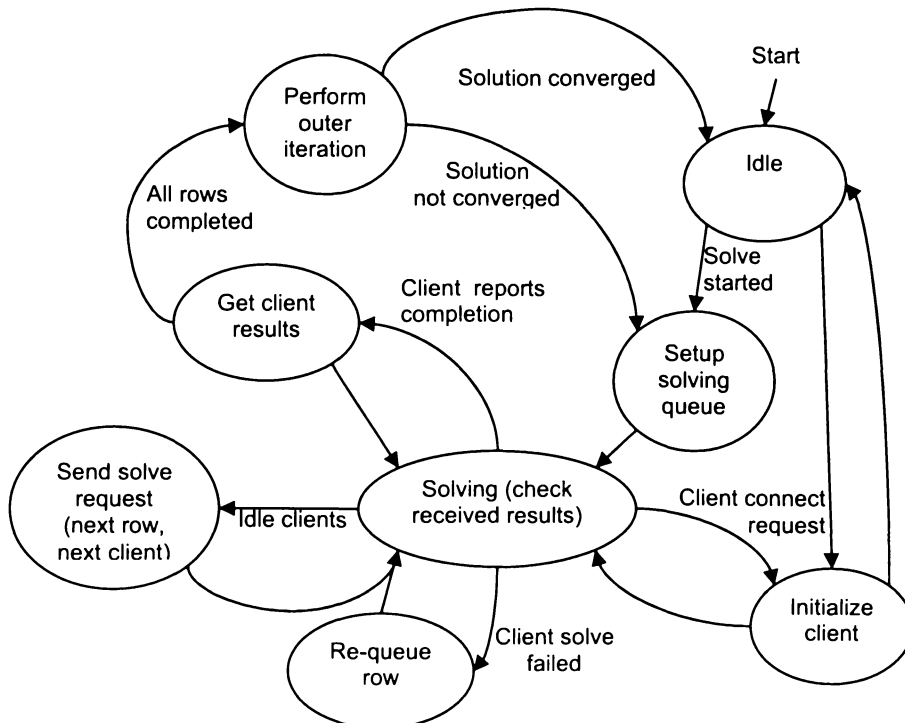 Start
Solution converged
Perform
outer
iteration
Idle
Solution
not converged
All rows
completed
Solve
started
Client reports
completion
Get client
results
Setup
solving
queue
Send solve
request
(next row,
next client)
Idle clients
Solving (check
received results)
Client connect
request
Initialize
client
Client solve
failed
Re-queue
row